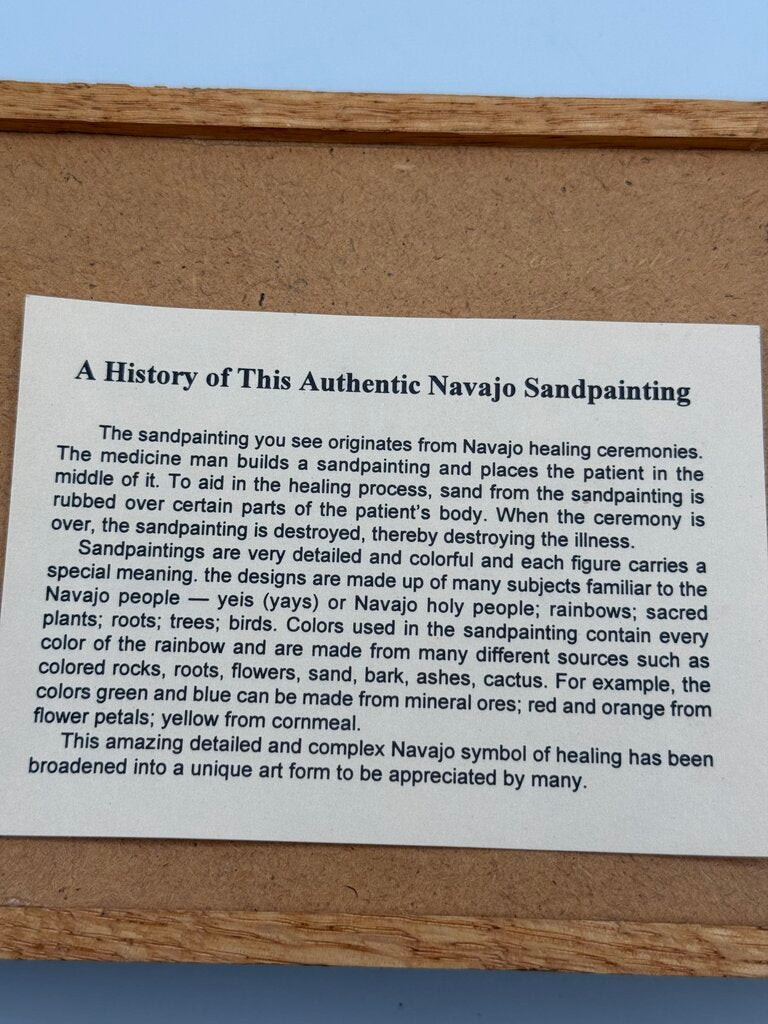 A History of This Authentic Navajo Sandpainting
The sandpainting you see originates from Navajo healing ceremonies.
The medicine man builds a sandpainting and places the patient in the
middle of it. To aid in the healing process, sand from the sandpainting is
rubbed over certain parts of the patient's body. When the ceremony is
over, the sandpainting is destroyed, thereby destroying the illness.
Sandpaintings are very detailed and colorful and each figure carries a
special meaning. the designs are made up of many subjects familiar to the
Navajo people — yeis (yays) or Navajo holy people; rainbows; sacred
plants; roots; trees; birds. Colors used in the sandpainting contain every
color of the rainbow and are made from many different sources such as
colored rocks, roots, flowers, sand, bark, ashes, cactus. For example, the
colors green and blue can be made from mineral ores; red and orange from
flower petals; yellow from cornmeal.
This amazing detailed and complex Navajo symbol of healing has been
broadened into a unique art form to be appreciated by many.